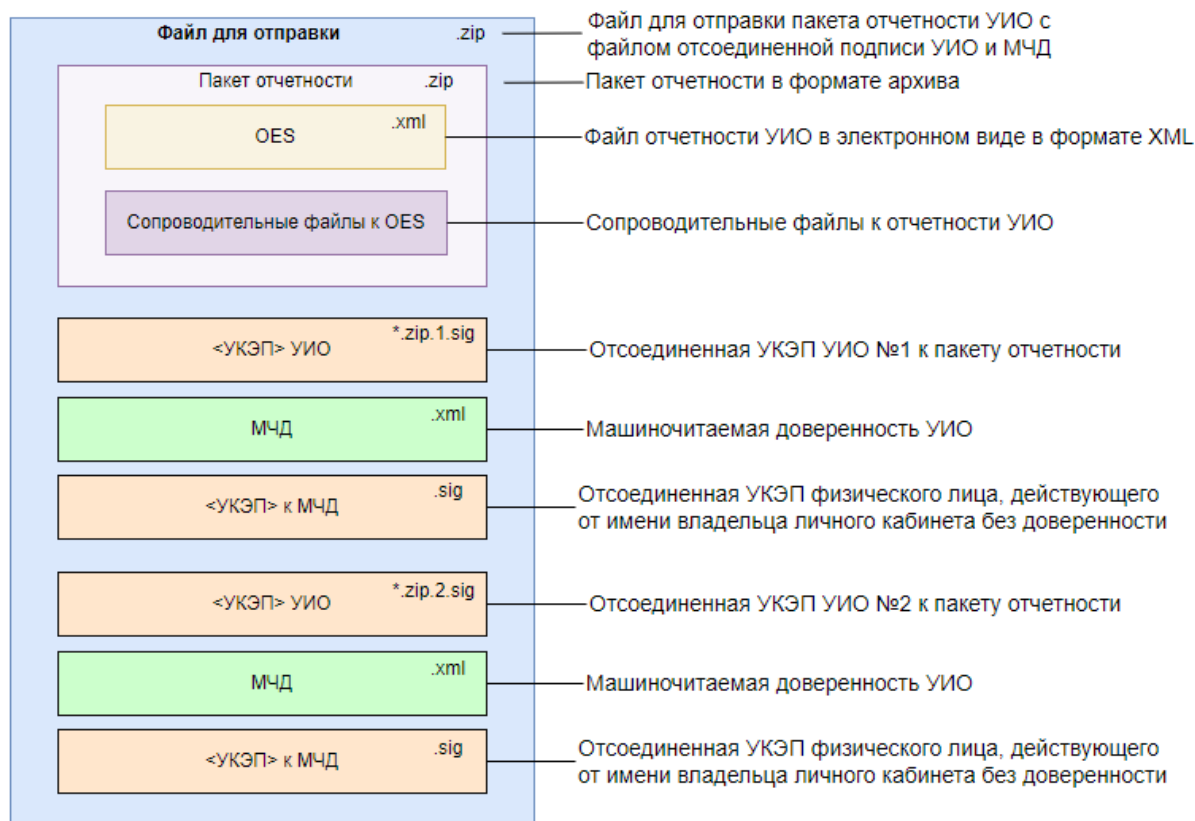 Файл для отправки .zip
Файл для отправки пакета отчетности УИО с
файлом отсоединенной подписи УИО и МЧД
Пакет отчетности .zip
Пакет отчетности в формате архива
OES .xml
Файл отчетности УИО в электронном виде в формате XML
Сопроводительные файлы к OES
Сопроводительные файлы к отчетности УИО
<УКЭП> УИО *.zip.1.sig
Отсоединенная УКЭП УИО №1 к пакету отчетности
МЧД .xml
Машиночитаемая доверенность УИО
<УКЭП> к МЧД .sig
Отсоединенная УКЭП физического лица, действующего
от имени владельца личного кабинета без доверенности
<УКЭП> УИО *.zip.2.sig
Отсоединенная УКЭП УИО №2 к пакету отчетности
МЧД .xml
Машиночитаемая доверенность УИО
<УКЭП> к МЧД .sig
Отсоединенная УКЭП физического лица, действующего
от имени владельца личного кабинета без доверенности